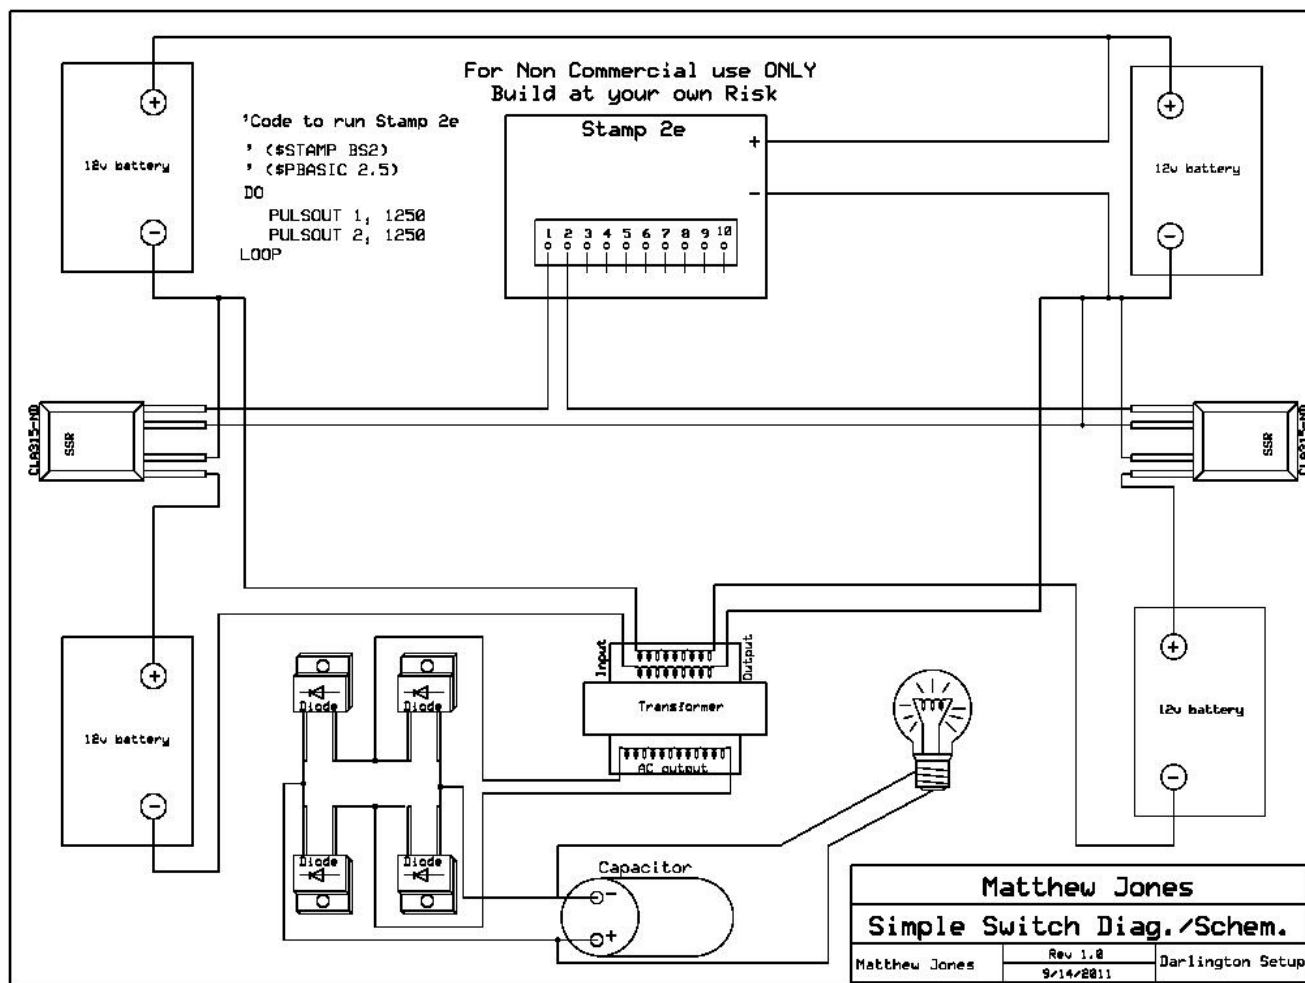 For Non Commercial use ONLY
Build at your own Risk
'Code to run Stamp 2e
' ($STAMP BS2)
' ($PBASIC 2.5)
DO
PULSOUT 1, 1250
PULSOUT 2, 1250
LOOP
Stamp 2e
+
-
1 2 3 4 5 6 7 8 9 10
+
12v battery
-
+
12v battery
-
CLA315-ND
SSR
SSR
CLA315-ND
+
12v battery
-
+
12v battery
-
Input
Output
Transformer
AC output
Diode
Diode
Diode
Diode
Capacitor
-
+
Matthew Jones
Simple Switch Diag./Schem.
Matthew Jones
Rev 1.0
9/14/2011
Darlington Setup